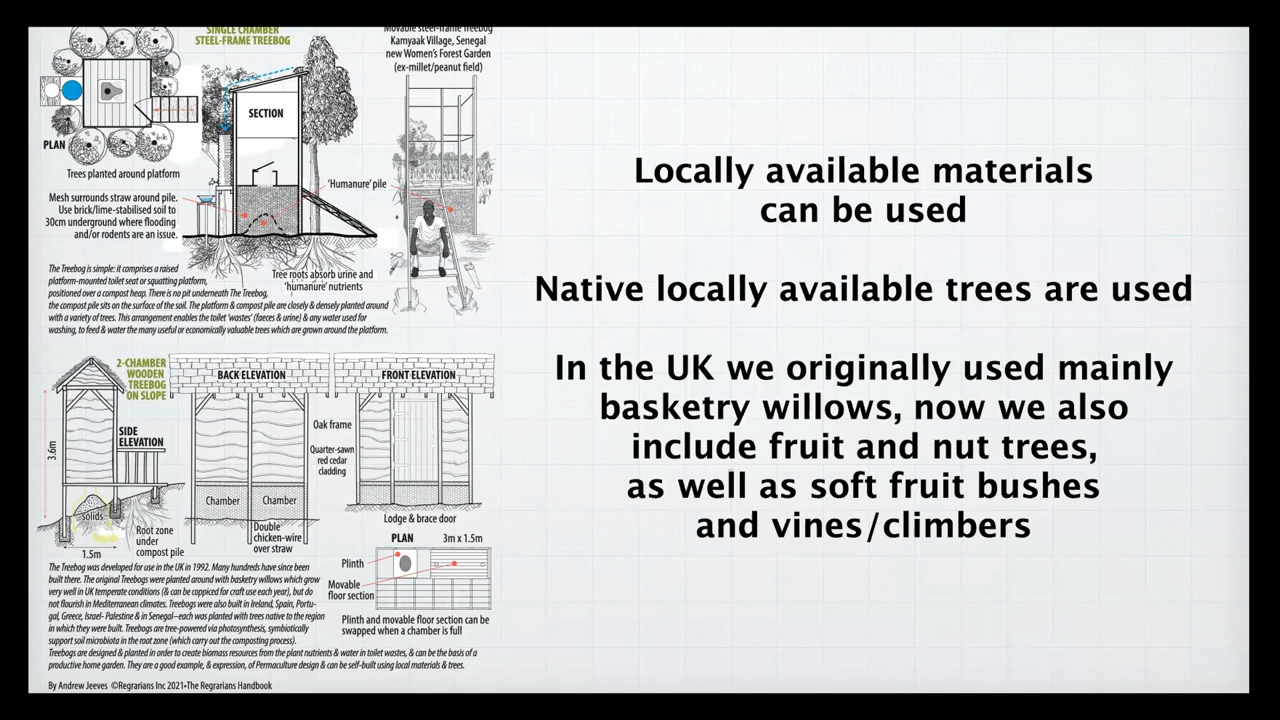 SINGLE CHAMBER
STEEL-FRAME TREEBOG
Movable steel-frame Treebog
Kamyaak Village, Senegal
new Women's Forest Garden
(ex-millet/peanut field)
SECTION
PLAN
Trees planted around platform
'Humanure' pile
Mesh surrounds straw around pile.
Use brick/lime-stabilised soil to
30cm underground where flooding
and/or rodents are an issue.
Tree roots absorb urine and
'humanure' nutrients
The Treebog is simple: it comprises a raised
platform-mounted toilet seat or squatting platform,
positioned over a compost heap. There is no pit underneath The Treebog,
the compost pile sits on the surface of the soil. The platform & compost pile are closely & densely planted around
with a variety of trees. This arrangement enables the toilet 'wastes' (faeces & urine) & any water used for
washing, to feed & water the many useful or economically valuable trees which are grown around the platform.
2-CHAMBER
WOODEN
TREEBOG
ON SLOPE
BACK ELEVATION
FRONT ELEVATION
SIDE
ELEVATION
3.6m
Oak frame
Quarter-sawn
red cedar
cladding
Chamber
Chamber
solids
liquids
Root zone
under
compost pile
1.5m
Double
chicken-wire
over straw
Lodge & brace door
PLAN
3m x 1.5m
Plinth
Movable
floor section
Plinth and movable floor section can be
swapped when a chamber is full
The Treebog was developed for use in the UK in 1992. Many hundreds have since been
built there. The original Treebogs were planted around with basketry willows which grow
very well in UK temperate conditions (& can be coppiced for craft use each year), but do
not flourish in Mediterranean climates. Treebogs were also built in Ireland, Spain, Portu-
gal, Greece, Israel- Palestine & in Senegal–each was planted with trees native to the region
in which they were built. Treebogs are tree-powered via photosynthesis, symbiotically
support soil microbiota in the root zone (which carry out the composting process).
Treebogs are designed & planted in order to create biomass resources from the plant nutrients & water in toilet wastes, & can be the basis of a
productive home garden. They are a good example, & expression, of Permaculture design & can be self-built using local materials & trees.
By Andrew Jeeves ©Regrarians Inc 2021•The Regrarians Handbook
Locally available materials
can be used
Native locally available trees are used
In the UK we originally used mainly
basketry willows, now we also
include fruit and nut trees,
as well as soft fruit bushes
and vines/climbers